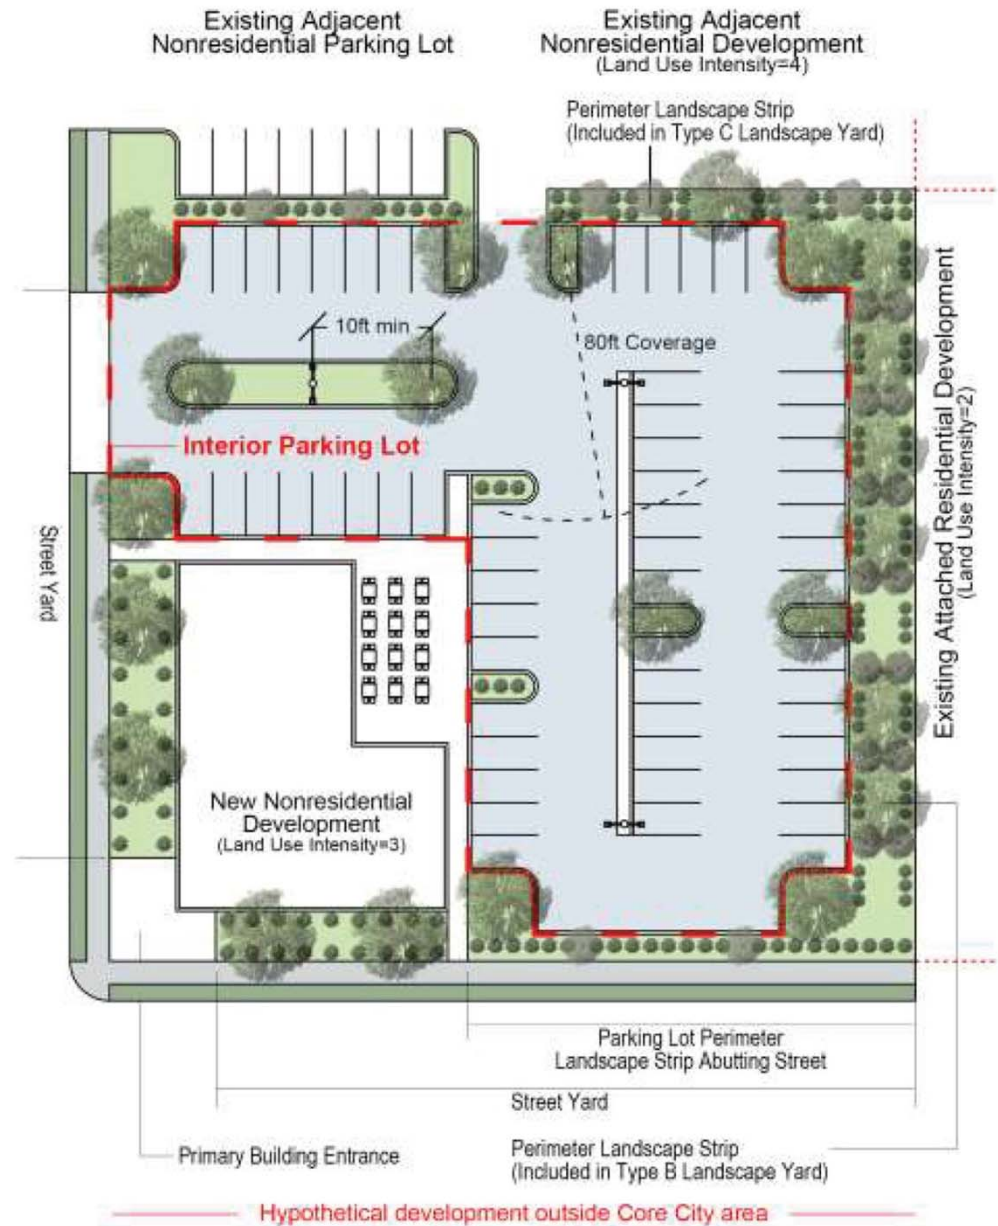 Existing Adjacent
Nonresidential Parking Lot
Existing Adjacent
Nonresidential Development
(Land Use Intensity=4)
Perimeter Landscape Strip
(Included in Type C Landscape Yard)
10ft min
80ft Coverage
Interior Parking Lot
Street Yard
Existing Attached Residential Development
(Land Use Intensity=2)
New Nonresidential
Development
(Land Use Intensity=3)
Parking Lot Perimeter
Landscape Strip Abutting Street
Street Yard
Primary Building Entrance
Perimeter Landscape Strip
(Included in Type B Landscape Yard)
Hypothetical development outside Core City area